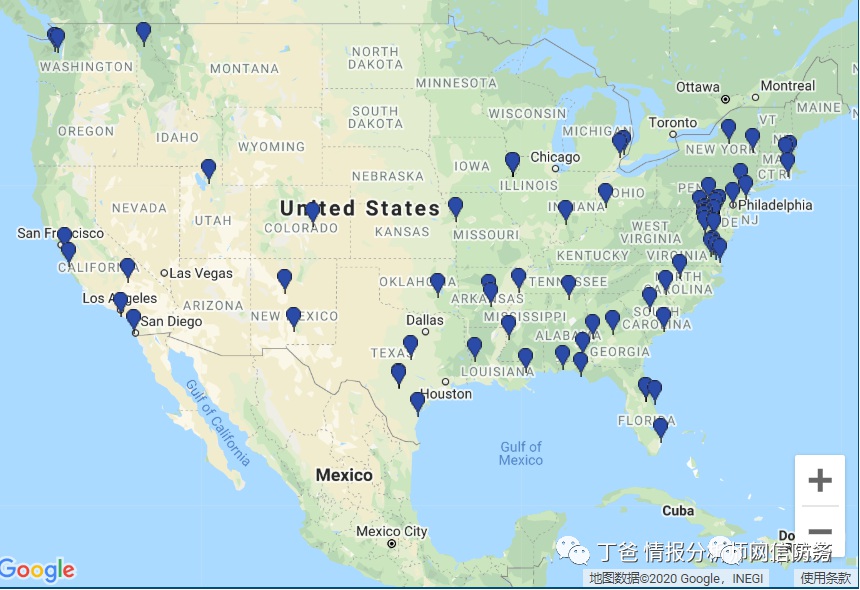 Ottawa
Montreal
WASHINGTON
MONTANA
NORTH
DAKOTA
MINNESOTA
VT
MAINE
SOUTH
DAKOTA
WISCONSIN
MICHIGAN
Toronto
OREGON
IDAHO
WYOMING
NEW YORK
MA
CT RI
IOWA
Chicago
NEBRASKA
ILLINOIS
OHIO
PE
United States
NEVADA
UTAH
COLORADO
INDIANA
Philadelphia
DE NJ
KANSAS
MISSOURI
WEST
VIRGINIA
San Francisco
CALIFORNIA
Las Vegas
KENTUCKY
VIRGINIA
Los Angeles
OKLAHOMA
ARKANSAS
TENNESSEE
NORTH
CAROLINA
San Diego
ARIZONA
NEW MEXICO
Dallas
MISSISSIPPI
SOUTH
CAROLINA
ALABAMA
TEXAS
GEORGIA
LOUISIANA
Houston
Gulf of California
FLORIDA
Gulf of
Mexico
Mexico
Cuba
Mexico City
Do
丁爸 情报分析师网信防务
Google
地图数据©2020 Google, INEGI
使用条款